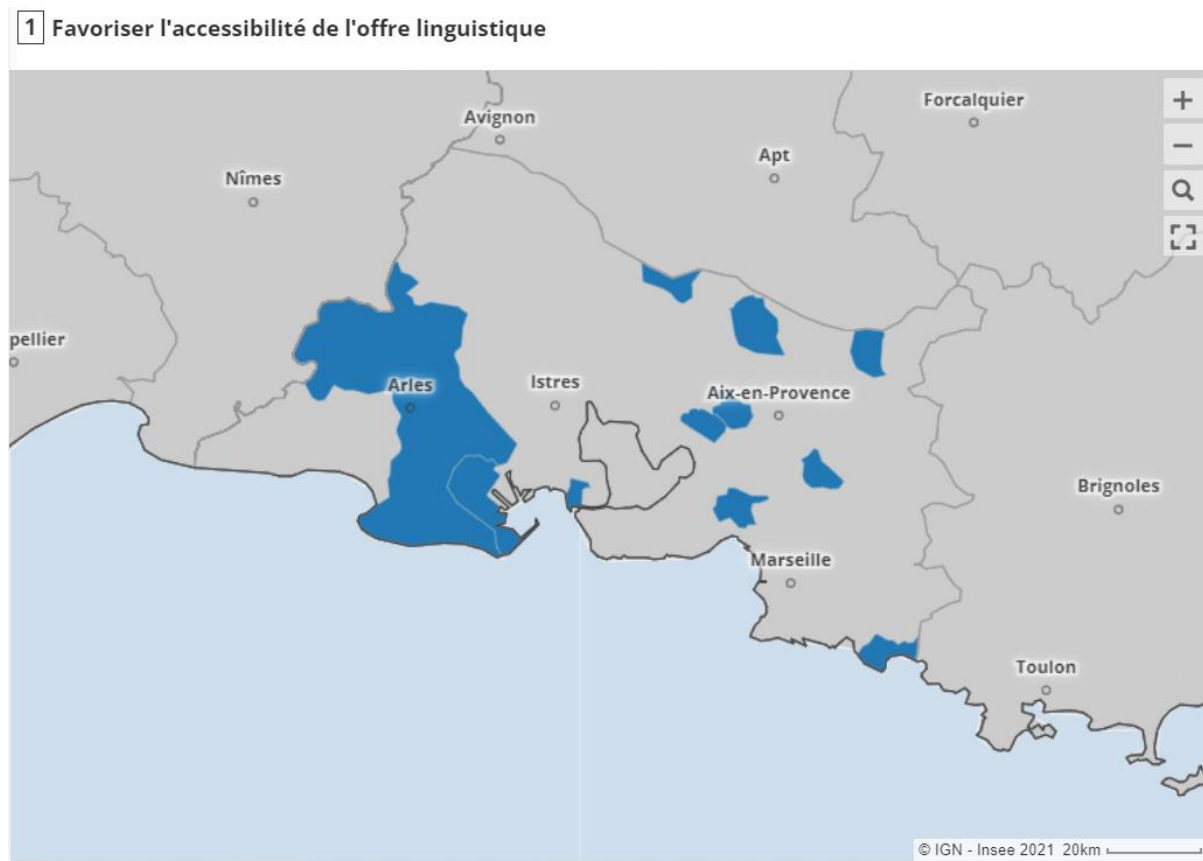 1 Favoriser l'accessibilité de l'offre linguistique
Forcalquier
Avignon
Apt
Nîmes
pellier
Arles
Istres
Aix-en-Provence
Brignoles
Marseille
Toulon
© IGN - Insee 2021 20km